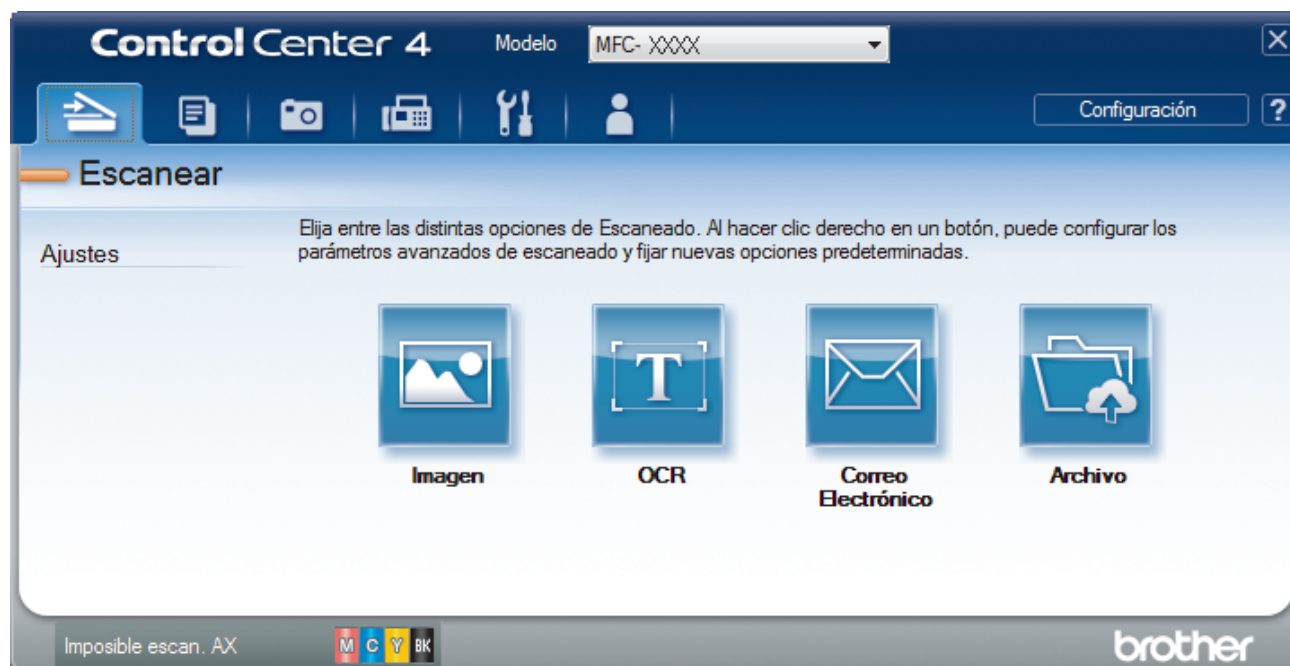 ControlCenter 4 Modelo MFC- XXXX X
Configuración ?
Escanear
Ajustes
Elija entre las distintas opciones de Escaneado. Al hacer clic derecho en un botón, puede configurar los
parámetros avanzados de escaneado y fijar nuevas opciones predeterminadas.
T
Imagen OCR Correo Archivo
Electrónico
Imposible escan. AX M C Y BK brother